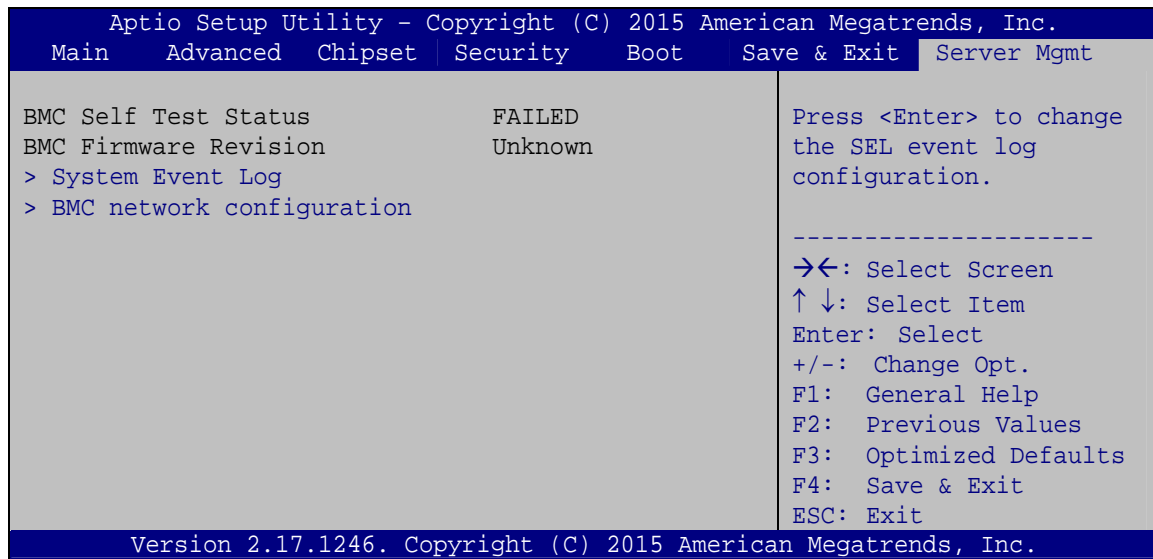 Aptio Setup Utility – Copyright (C) 2015 American Megatrends, Inc.
Main Advanced Chipset Security Boot Save & Exit Server Mgmt
BMC Self Test Status FAILED
BMC Firmware Revision Unknown
> System Event Log
> BMC network configuration
Press <Enter> to change
the SEL event log
configuration.
---------------------
→←: Select Screen
↑ ↓: Select Item
Enter: Select
+/-: Change Opt.
F1: General Help
F2: Previous Values
F3: Optimized Defaults
F4: Save & Exit
ESC: Exit
Version 2.17.1246. Copyright (C) 2015 American Megatrends, Inc.